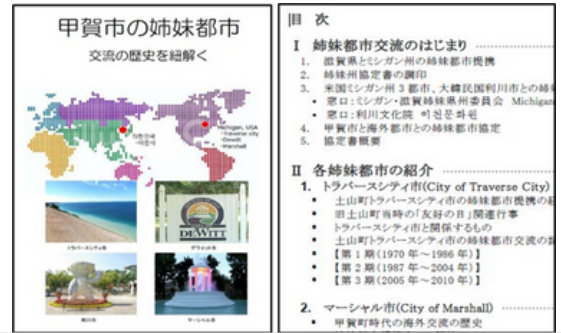 甲賀市の姉妹都市
交流の歴史を紐解く
대한민국
-이천시
Michigan, USA
-Traverse city
-Dewitt
-Marshall
DEWITT
トラバースシティ市
デウィット市
利川市
マーシャル市
目 次
I 姉妹都市交流のはじまり
1. 滋賀県とミシガン州の姉妹都市提携
2. 姉妹州協定書の調印
3. 米国ミシガン州3都市、大韓民国利川市との姉妹
▪ 窓口:ミシガン・滋賀姉妹県州委員会 Michigan
▪ 窓口:利川文化院 이천문화원
4. 甲賀市と海外都市との姉妹都市協定
5. 協定書概要
II 各姉妹都市の紹介
1. トラバースシティ市(City of Traverse City)
▪ 土山町トラバースシティ市の姉妹都市提携の
▪ 旧土山町当時の「友好の日」関連行事
▪ トラバースシティ市と関係するもの
▪ 土山町トラバースシティ市の姉妹都市交流の
▪ 【第1期(1970年~1986年)】
▪ 【第2期(1987年~2004年)】
▪ 【第3期(2005年~2010年)】
2. マーシャル市(City of Marshall)
▪ 甲賀町時代の海外交流の歴史